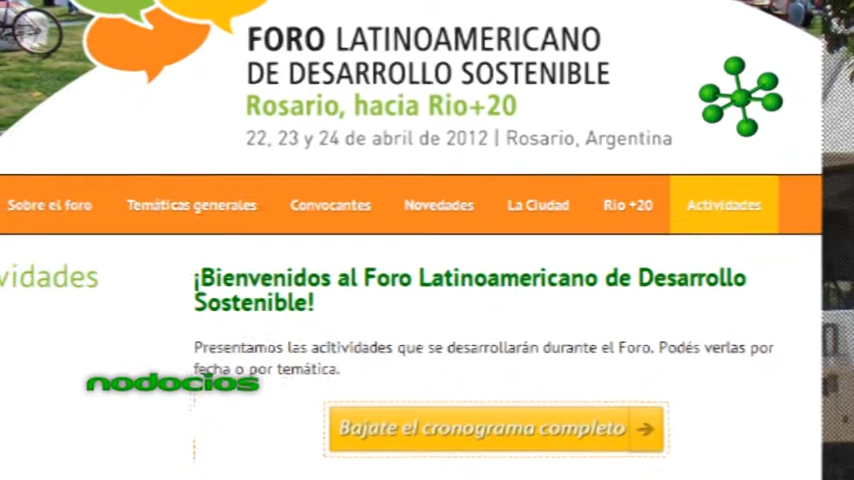 FORO LATINOAMERICANO
DE DESARROLLO SOSTENIBLE
Rosario, hacia Rio+20
22, 23 y 24 de abril de 2012 | Rosario, Argentina
Sobre el foro Temáticas generales Convocantes Novedades La Ciudad Rio +20 Actividades
vidades
¡Bienvenidos al Foro Latinoamericano de Desarrollo
Sostenible!
Presentamos las acitividades que se desarrollarán durante el Foro. Podés verlas por
fecha o por temática.
nodocios
Bajate el cronograma completo